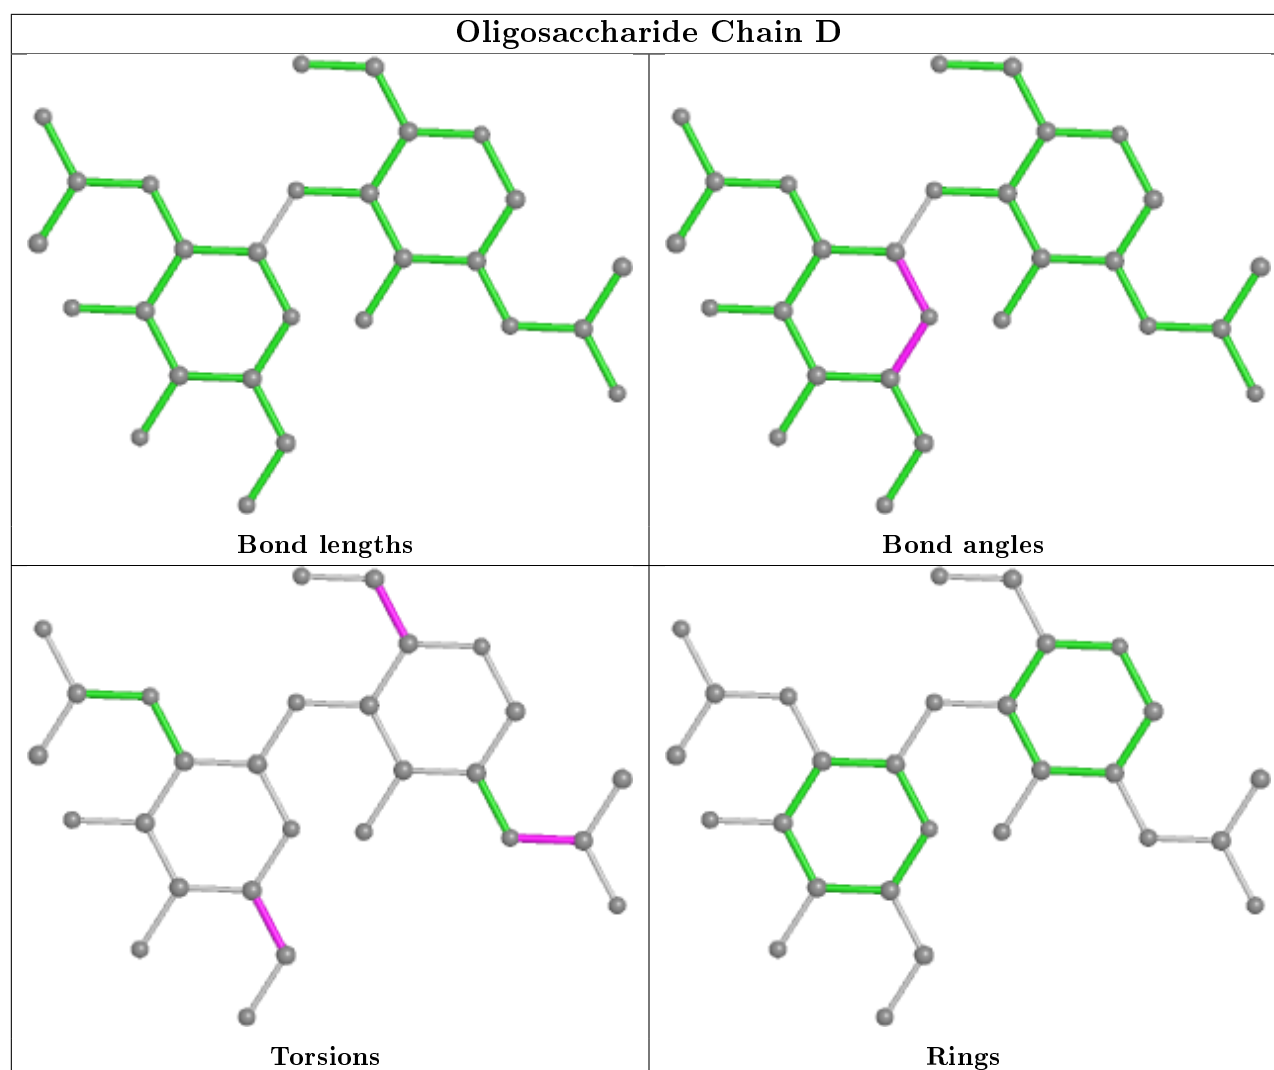 Oligosaccharide Chain D
Bond lengths
Bond angles
Torsions
Rings